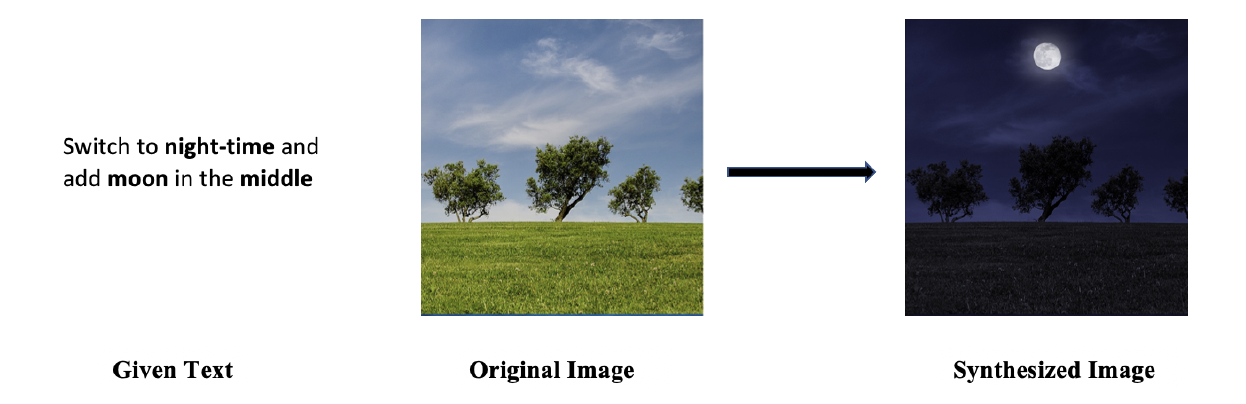 Switch to night-time and
add moon in the middle
Given Text
Original Image
Synthesized Image